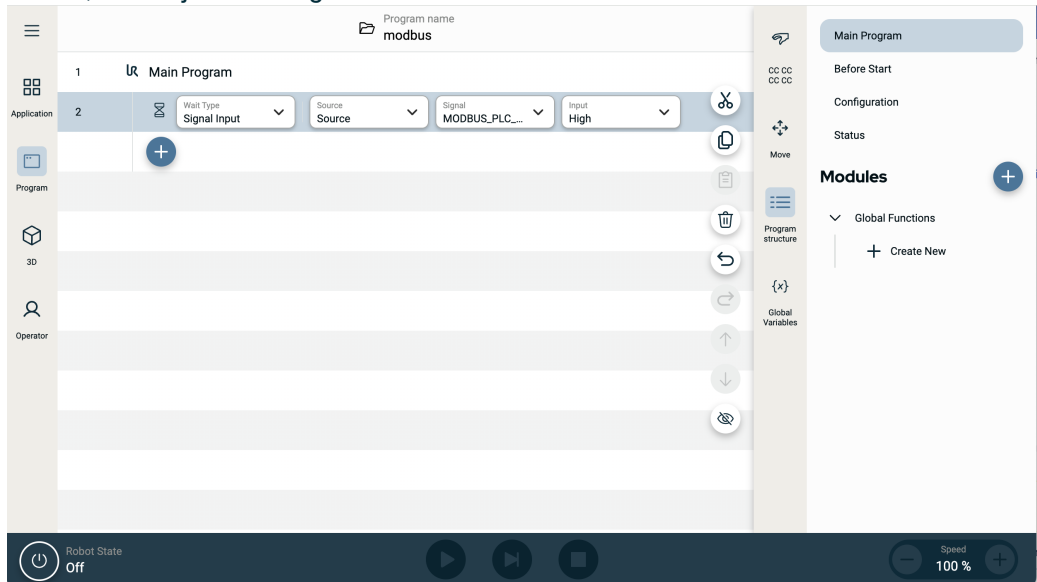 Program name
modbus
1 Main Program
2 Wait Type Signal Input Source Source Signal MODBUS_PLC_... Input High
Application
Program
3D
Operator
CC CC
CC CC
Move
Program
structure
{x}
Global
Variables
Main Program
Before Start
Configuration
Status
Modules
Global Functions
Create New
Robot State
Off
Speed
100 %